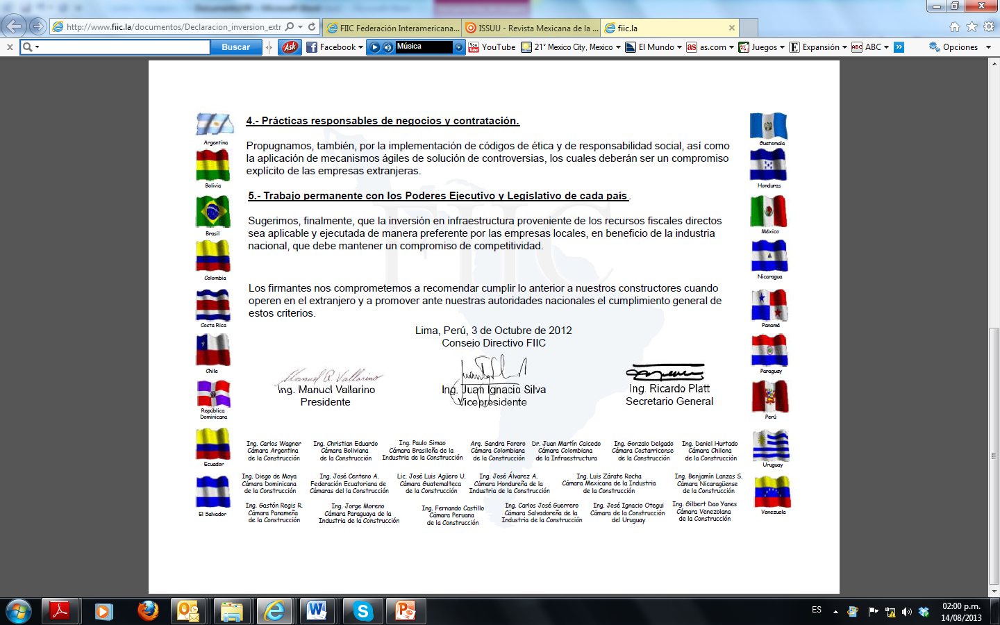 http://www.fiic.la/documentos/Declaracion_inversion_extr
FIIC Federación Interamericana...
ISSUU - Revista Mexicana de la ...
fiic.la
Buscar
Ask
Facebook
Música
YouTube
21° Mexico City, Mexico
El Mundo
as.com
Juegos
Expansión
ABC
Opciones
4.- Prácticas responsables de negocios y contratación.
Propugnamos, también, por la implementación de códigos de ética y de responsabilidad social, así como
la aplicación de mecanismos ágiles de solución de controversias, los cuales deberán ser un compromiso
explícito de las empresas extranjeras.
5.- Trabajo permanente con los Poderes Ejecutivo y Legislativo de cada país.
Sugerimos, finalmente, que la inversión en infraestructura proveniente de los recursos fiscales directos
sea aplicable y ejecutada de manera preferente por las empresas locales, en beneficio de la industria
nacional, que debe mantener un compromiso de competitividad.
Los firmantes nos comprometemos a recomendar cumplir lo anterior a nuestros constructores cuando
operen en el extranjero y a promover ante nuestras autoridades nacionales el cumplimiento general de
estos criterios.
Lima, Perú, 3 de Octubre de 2012
Consejo Directivo FIIC
Manuel R. Vallarino
Ing. Manuel Vallarino
Presidente
Ing. Juan Ignacio Silva
Vicepresidente
Ing. Ricardo Platt
Secretario General
Argentina
Bolivia
Brasil
Colombia
Costa Rica
Chile
República
Dominicana
Ecuador
El Salvador
Guatemala
Honduras
México
Nicaragua
Panamá
Paraguay
Perú
Uruguay
Venezuela
Ing. Carlos Wagner
Cámara Argentina
de la Construcción
Ing. Christian Eduardo
Cámara Boliviana
de la Construcción
Ing. Paulo Simao
Cámara Brasileña de la
Industria de la Construcción
Arq. Sandra Forero
Cámara Colombiana
de la Construcción
Dr. Juan Martín Caicedo
Cámara Colombiana
de la Infraestructura
Ing. Gonzalo Delgado
Cámara Costarricense
de la Construcción
Ing. Daniel Hurtado
Cámara Chilena
de la Construcción
Ing. Diego de Moya
Cámara Dominicana
de la Construcción
Ing. José Centeno A.
Federación Ecuatoriana de
Cámaras del la Construcción
Lic. José Luis Agüero U.
Cámara Guatemalteca
de la Construcción
Ing. José Álvarez A.
Cámara Hondureña de la
Industria de la Construcción
Ing. Luis Zárate Rocha
Cámara Mexicana de la Industria
de la Construcción
Ing. Benjamín Lanzas S.
Cámara Nicaragüense
de la Construcción
Ing. Gastón Regis R.
Cámara Panameña
de la Construcción
Ing. Jorge Moreno
Cámara Paraguaya de la
Industria de la Construcción
Ing. Fernando Castillo
Cámara Peruana
de la Construcción
Ing. Carlos José Guerrero
Cámara Salvadoreña de la
Industria de la Construcción
Ing. José Ignacio Otegui
Cámara de la Construcción
del Uruguay
Ing. Gilbert Dao Yanes
Cámara Venezolana
de la Construcción
FIIC
ES
02:00 p.m.
14/08/2013